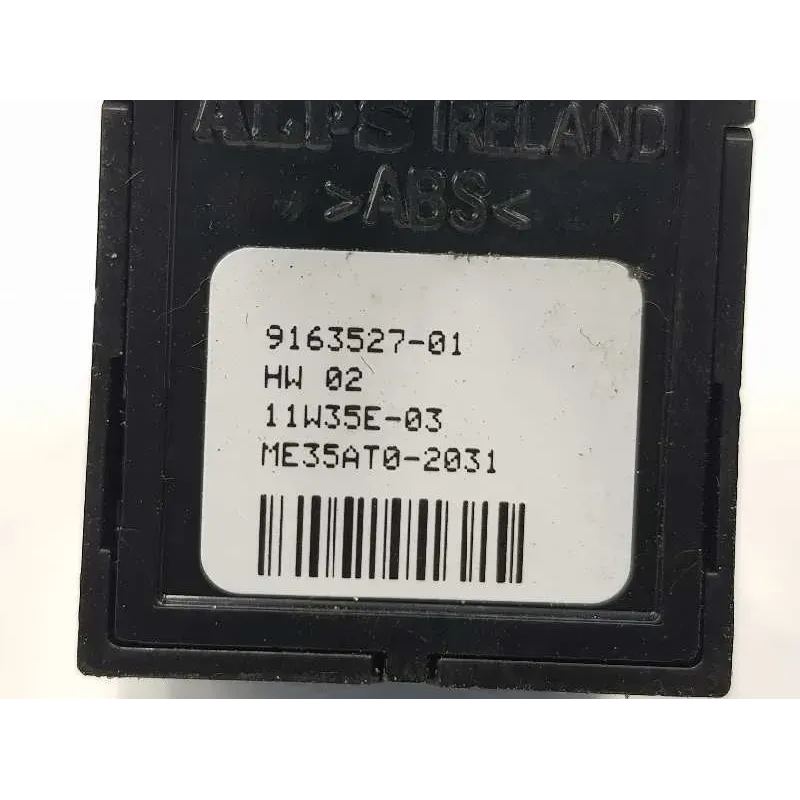 ALPS IRELAND
>ABS<
9163527-01
HW 02
11W35E-03
ME35AT0-2031